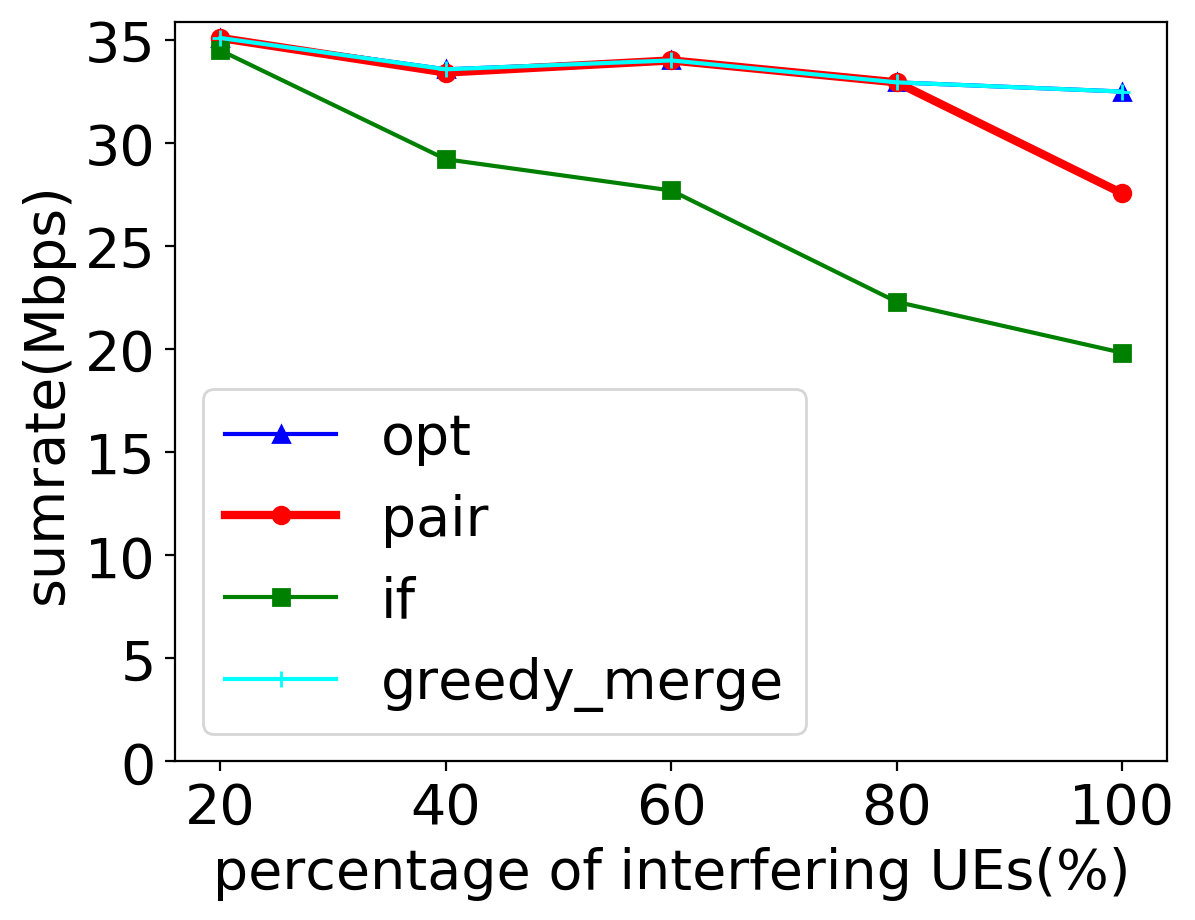 sumrate(Mbps)
35
30
25
20
15
10
5
0
opt
pair
if
greedy_merge
20 40 60 80 100
percentage of interfering UEs(%)